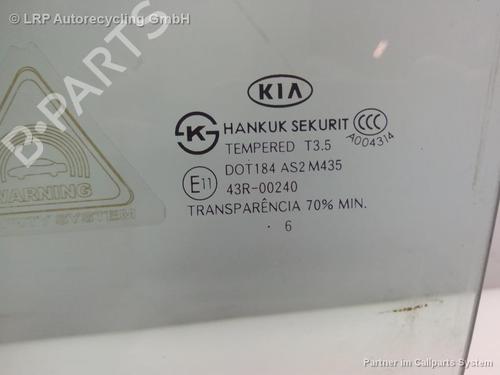 LRP Autorecycling GmbH
B-PARTS
KIA
HANKUK SEKURIT
CCC
A004314
TEMPERED T3.5
DOT184 AS2 M435
E11
43R-00240
TRANSPARÊNCIA 70% MIN.
. 6
WARNING
SYSTEM
Partner im Callparts System